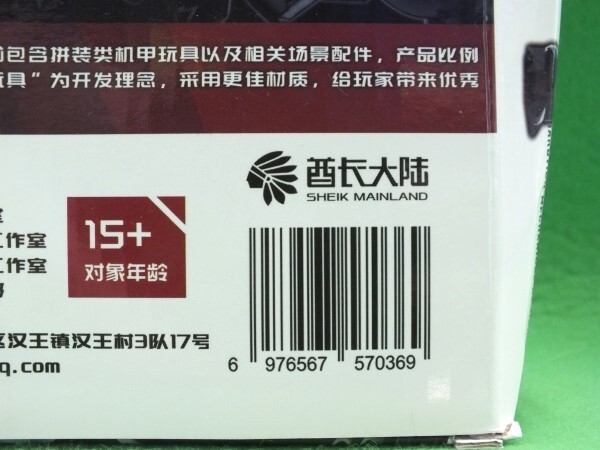 包含拼装类机甲玩具以及相关场景配件，产品比例
玩具”为开发理念，采用更佳材质，给玩家带来优秀
酋长大陆
SHEIK MAINLAND
15+
对象年龄
室
工作室
工作室
区汉王镇汉王村3队17号
q.com
6 976567 570369